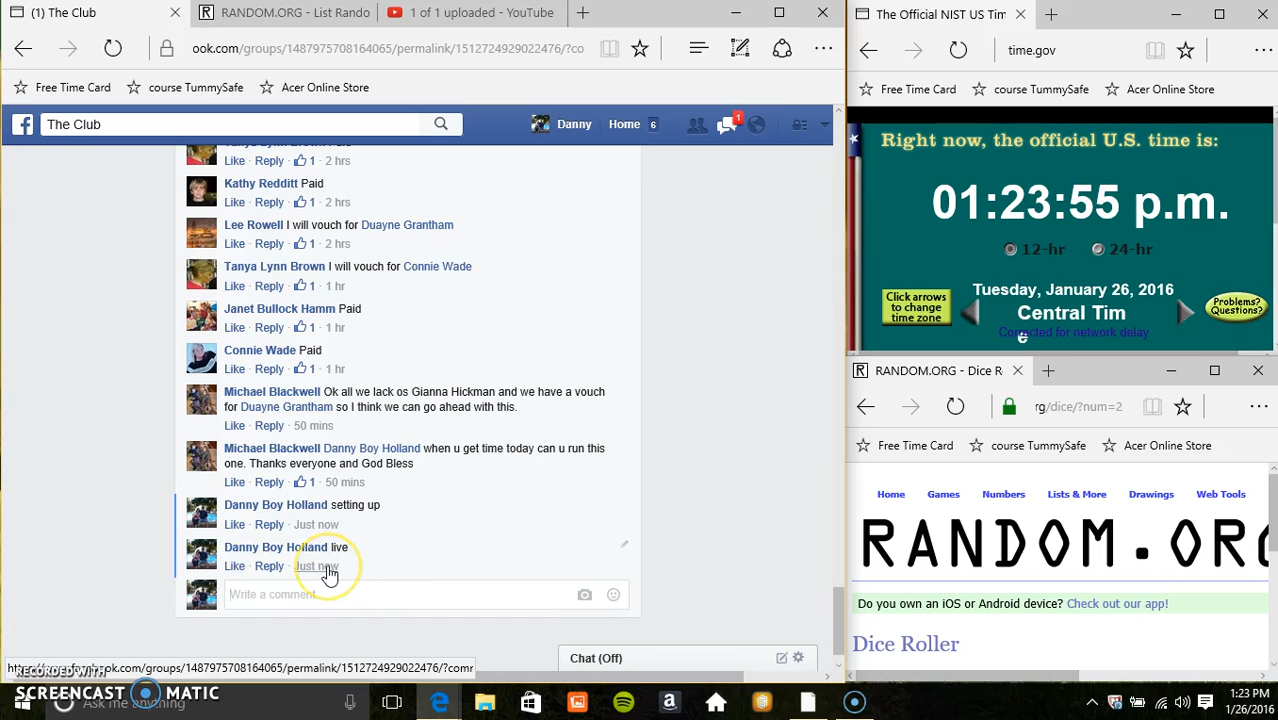 (1) The Club
RANDOM.ORG - List Rando
1 of 1 uploaded - YouTube
ook.com/groups/1487975708164065/permalink/1512724929022476/?co
Free Time Card
course TummySafe
Acer Online Store
The Club
Danny
Home 6
1
Like · Reply · 1 · 2 hrs
Kathy Redditt Paid
Like · Reply · 1 · 2 hrs
Lee Rowell I will vouch for Duayne Grantham
Like · Reply · 1 · 2 hrs
Tanya Lynn Brown I will vouch for Connie Wade
Like · Reply · 1 · 1 hr
Janet Bullock Hamm Paid
Like · Reply · 1 · 1 hr
Connie Wade Paid
Like · Reply · 1 · 1 hr
Michael Blackwell Ok all we lack os Gianna Hickman and we have a vouch
for Duayne Grantham so I think we can go ahead with this.
Like · Reply · 50 mins
Michael Blackwell Danny Boy Holland when u get time today can u run this
one. Thanks everyone and God Bless
Like · Reply · 1 · 50 mins
Danny Boy Holland setting up
Like · Reply · Just now
Danny Boy Holland live
Like · Reply · Just now
Write a comment...
Chat (Off)
book.com/groups/1487975708164065/permalink/1512724929022476/?comr
RECORDED WITH
SCREENCAST MATIC
Ask me anything
The Official NIST US Tim
time.gov
Free Time Card
course TummySafe
Acer Online Store
Right now, the official U.S. time is:
01:23:55 p.m.
12-hr
24-hr
Click arrows
to change
time zone
Tuesday, January 26, 2016
Central Tim
e
Corrected for network delay
Problems?
Questions?
RANDOM.ORG - Dice R
rg/dice/?num=2
Free Time Card
course TummySafe
Acer Online Store
Home
Games
Numbers
Lists & More
Drawings
Web Tools
RANDOM.ORG
Do you own an iOS or Android device? Check out our app!
Dice Roller
1:23 PM
1/26/2016